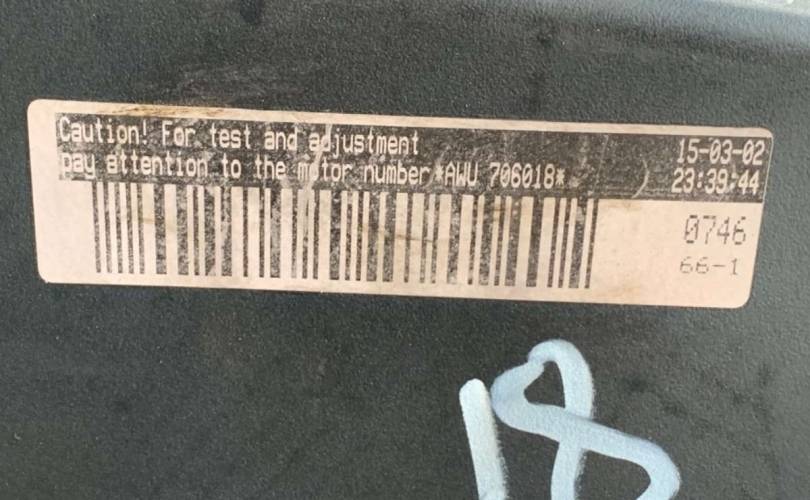 Caution! For test and adjustment
pay attention to the motor number *AWU 706018*
15-03-02
23:39:44
0746
66-1
18